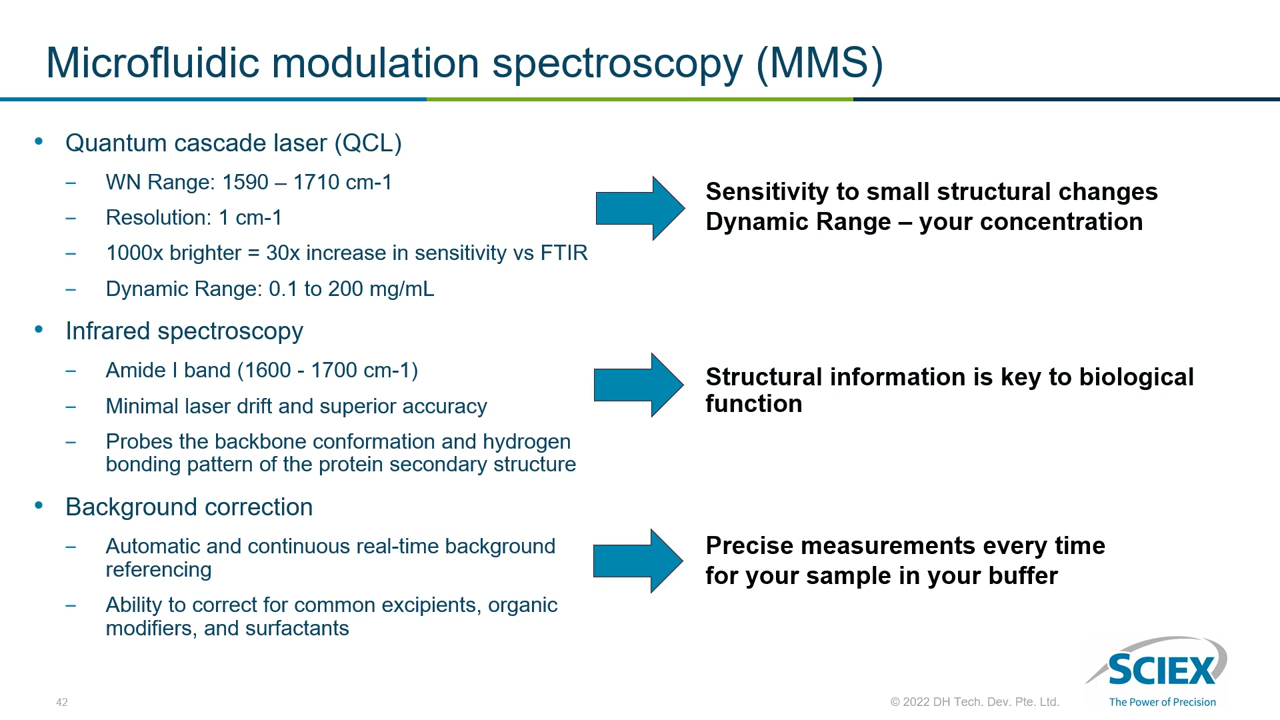 Microfluidic modulation spectroscopy (MMS)
• Quantum cascade laser (QCL)
– WN Range: 1590 – 1710 cm-1
– Resolution: 1 cm-1
– 1000x brighter = 30x increase in sensitivity vs FTIR
– Dynamic Range: 0.1 to 200 mg/mL
Sensitivity to small structural changes
Dynamic Range – your concentration
• Infrared spectroscopy
– Amide I band (1600 - 1700 cm-1)
– Minimal laser drift and superior accuracy
– Probes the backbone conformation and hydrogen
bonding pattern of the protein secondary structure
Structural information is key to biological
function
• Background correction
– Automatic and continuous real-time background
referencing
– Ability to correct for common excipients, organic
modifiers, and surfactants
Precise measurements every time
for your sample in your buffer
42
© 2022 DH Tech. Dev. Pte. Ltd.
SCIEX
The Power of Precision